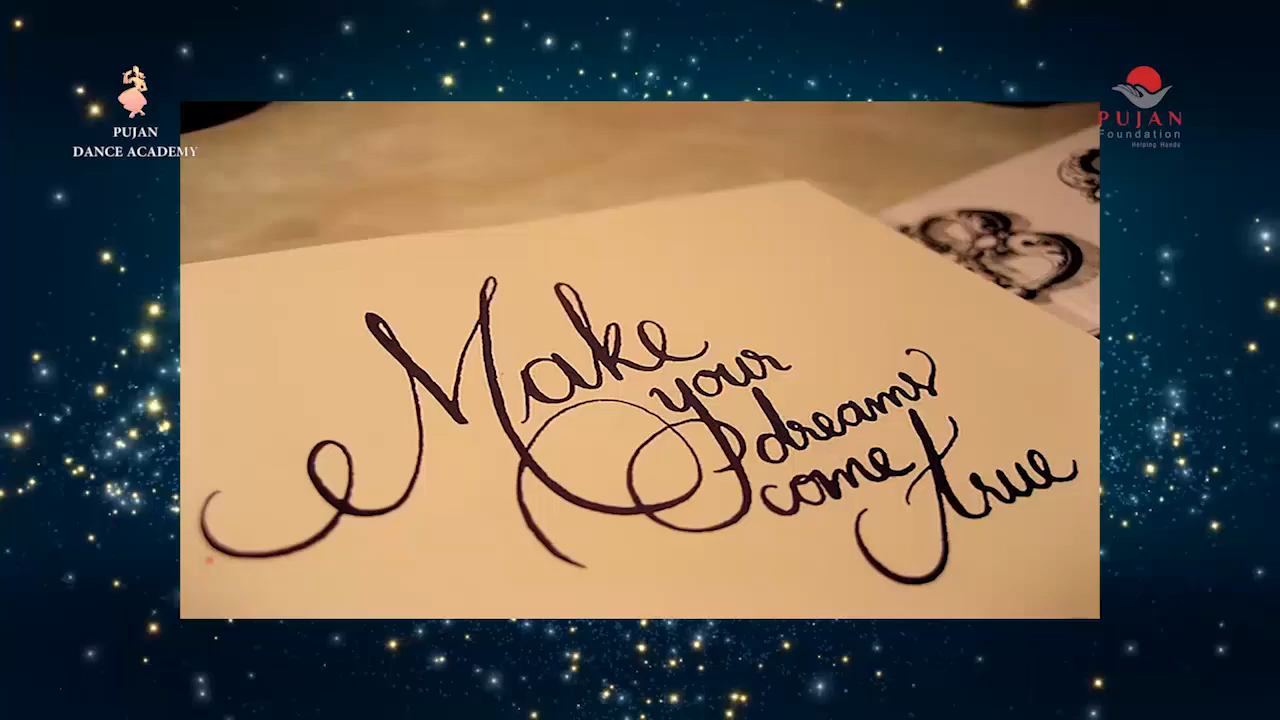 PUJAN
DANCE ACADEMY
PUJAN
Foundation
Helping Hands
Make
your
dreams
come true